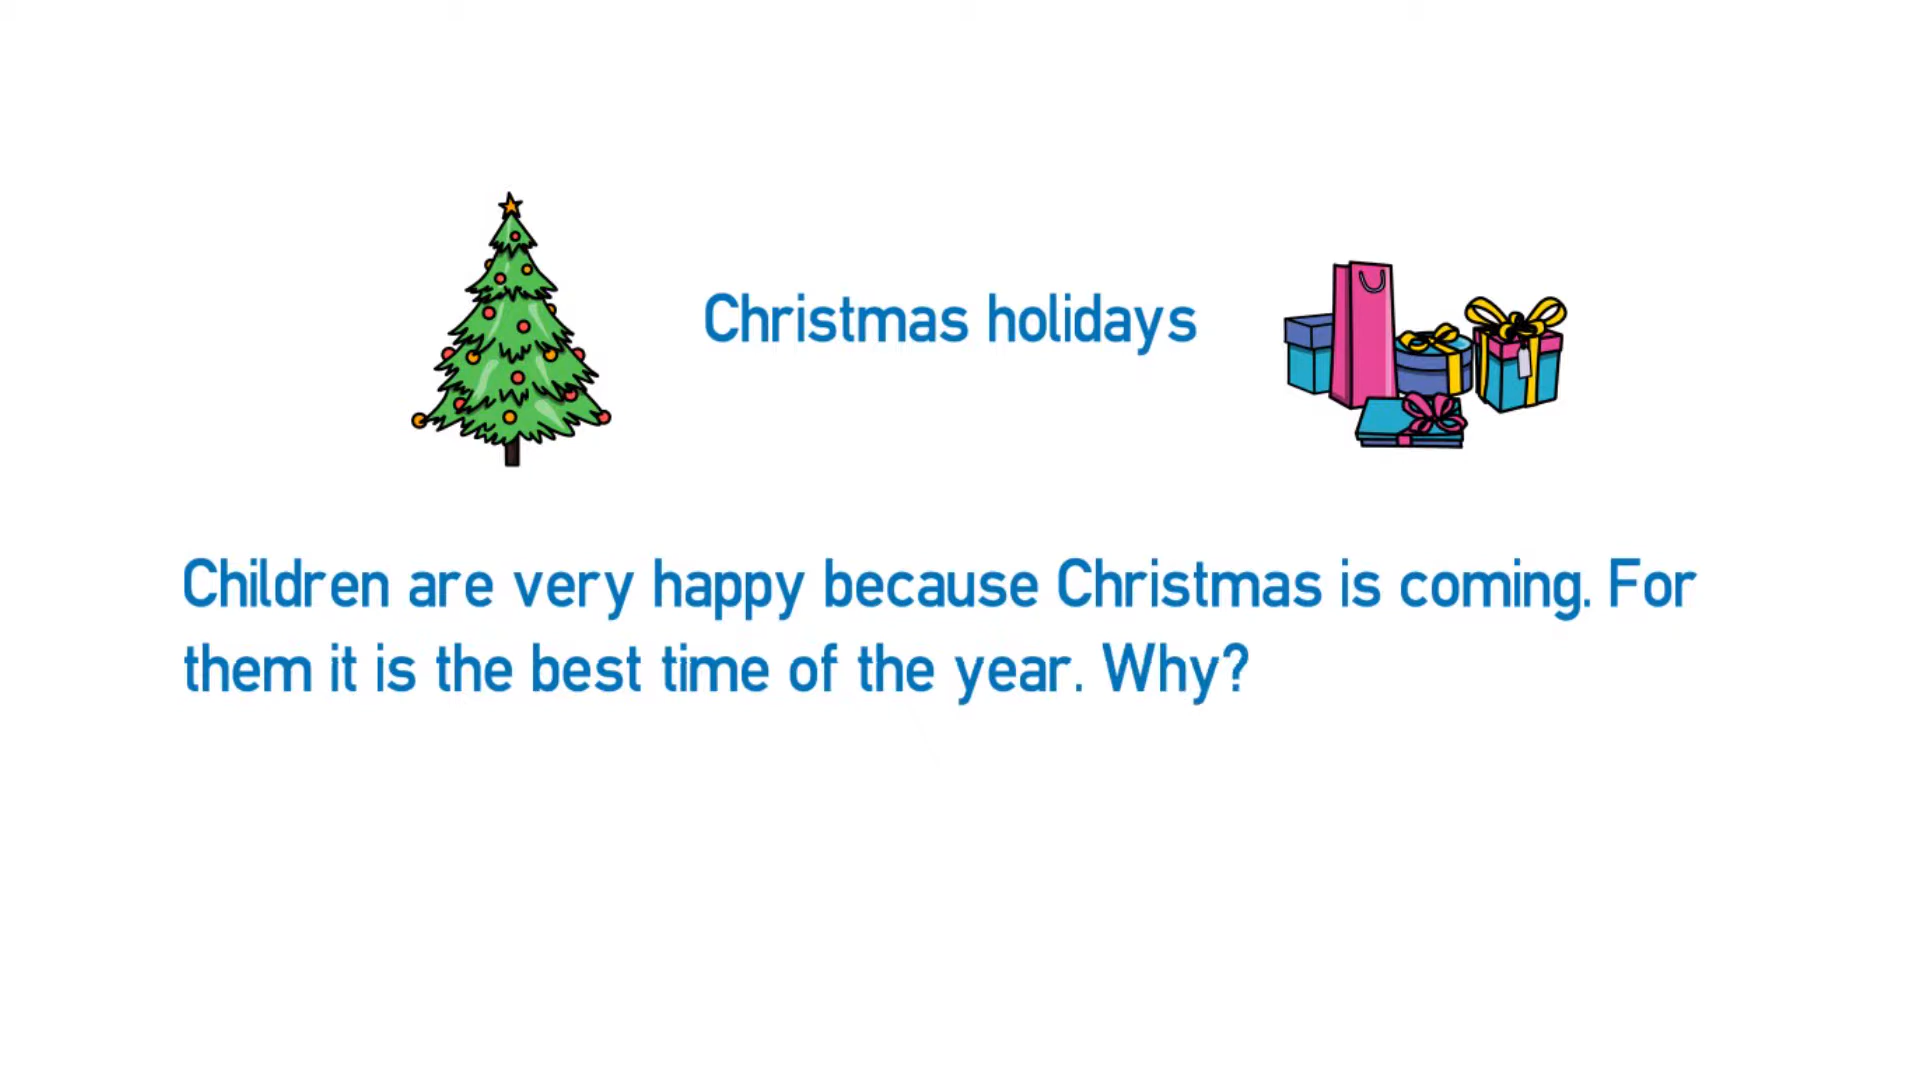 Christmas holidays
Children are very happy because Christmas is coming. For
them it is the best time of the year. Why?